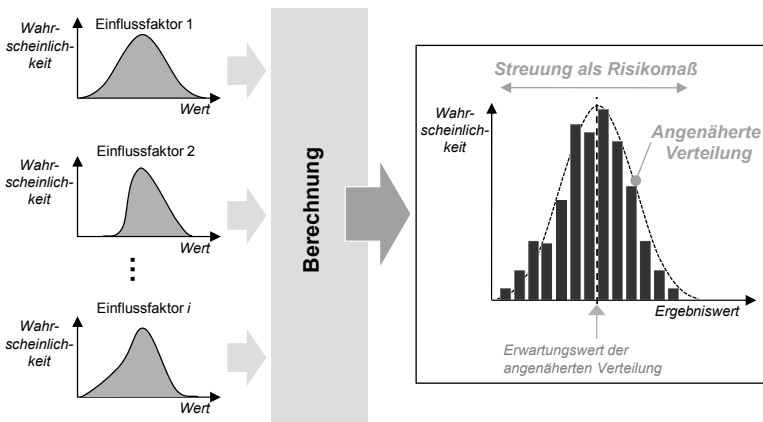 Wahr-
scheinlich-
keit
Einflussfaktor 1
Wert
Wahr-
scheinlich-
keit
Einflussfaktor 2
Wert
Wahr-
scheinlich-
keit
Einflussfaktor i
Wert
Berechnung
Streuung als Risikomaß
Wahr-
scheinlich-
keit
Angenäherte
Verteilung
Ergebniswert
Erwartungswert der
angenäherten Verteilung